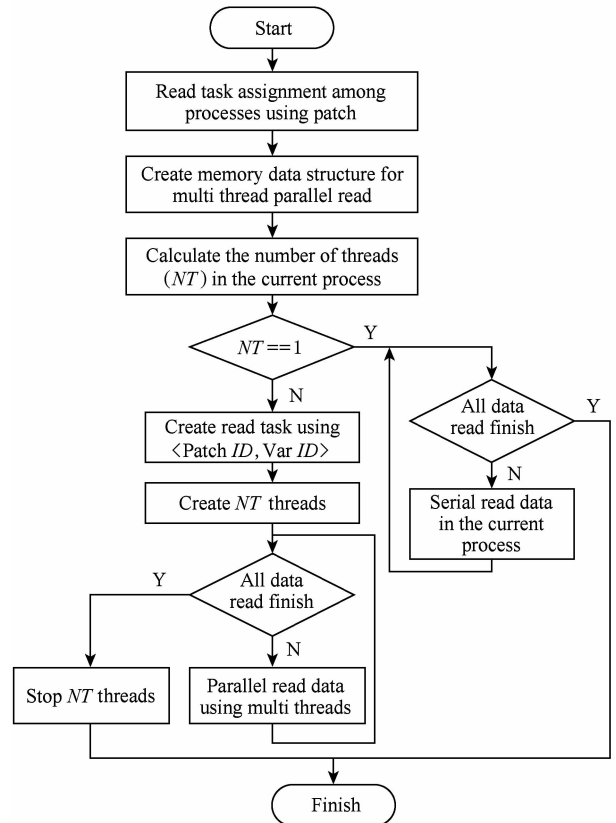 Start
Read task assignment among
processes using patch
Create memory data structure for
multi thread parallel read
Calculate the number of threads
(NT) in the current process
NT==1
Y
N
All data
read finish
Y
N
Serial read data
in the current
process
Create read task using
<Patch ID, Var ID>
Create NT threads
All data
read finish
Y
N
Stop NT threads
Parallel read data
using multi threads
Finish